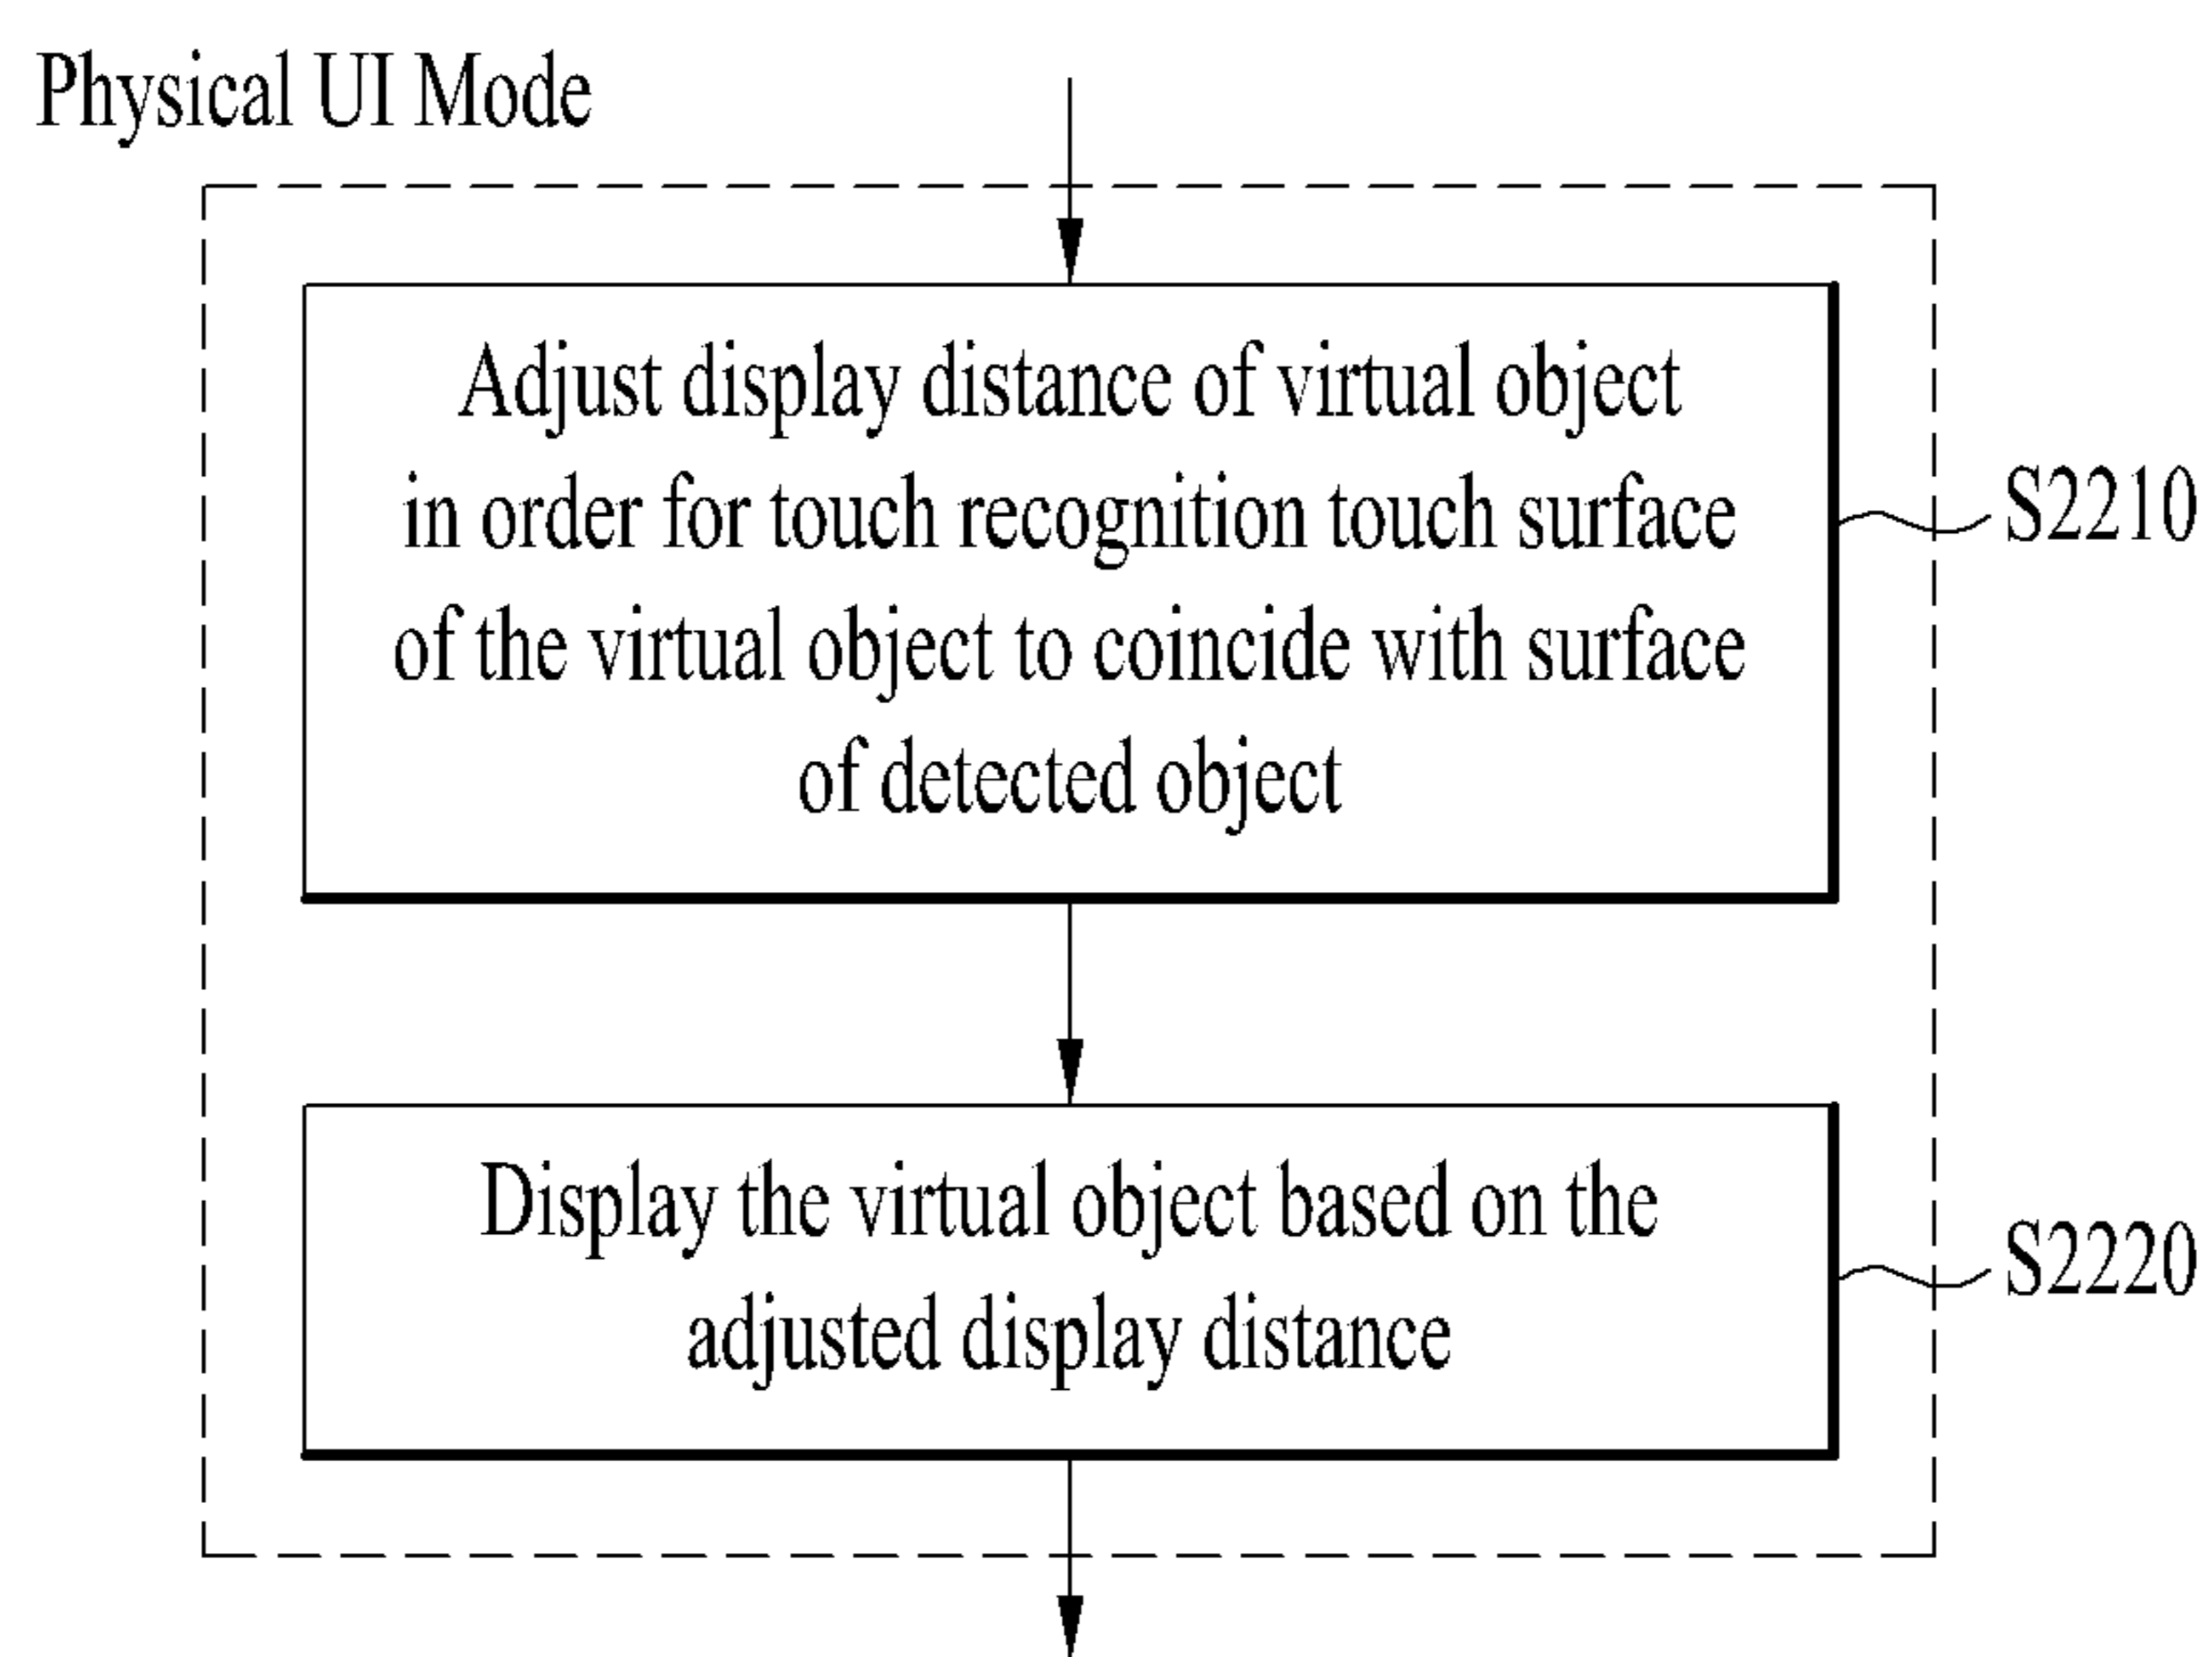 Physical UI Mode
Adjust display distance of virtual object
in order for touch recognition touch surface
of the virtual object to coincide with surface
of detected object
S2210
Display the virtual object based on the
adjusted display distance
S2220